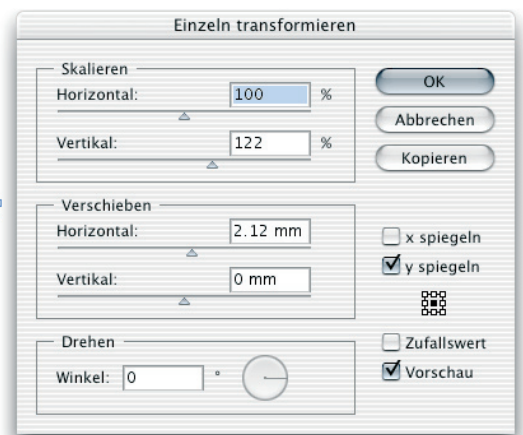 Einzeln transformieren
Skalieren
Horizontal: 100 %
Vertikal: 122 %
OK
Abbrechen
Kopieren
Verschieben
Horizontal: 2.12 mm
Vertikal: 0 mm
x spiegeln
y spiegeln
Drehen
Winkel: 0 °
Zufallswert
Vorschau